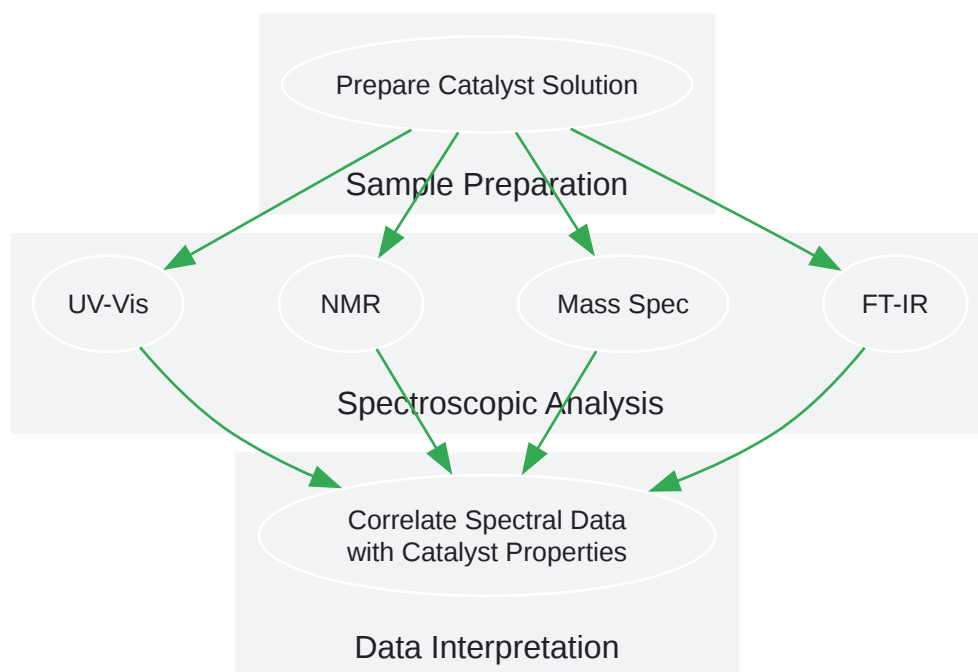 Prepare Catalyst Solution
Sample Preparation
UV-Vis
NMR
Mass Spec
FT-IR
Spectroscopic Analysis
Correlate Spectral Data
with Catalyst Properties
Data Interpretation